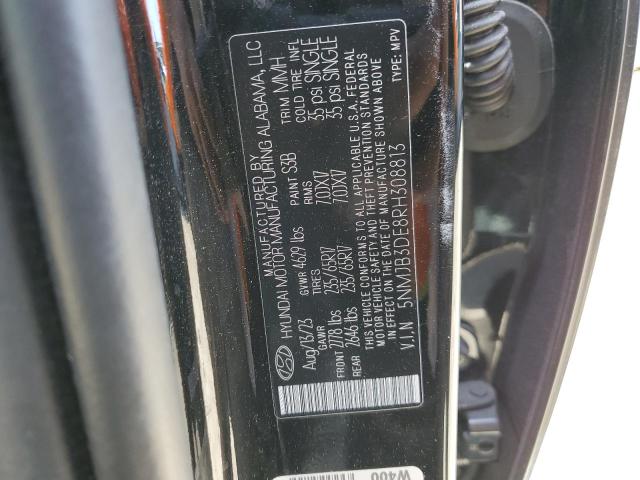 MANUFACTURED BY
HYUNDAI MOTOR MANUFACTURING ALABAMA, LLC
Aug/13/23 GVWR 4629 lbs PAINT S3B TRIM MMH
GAWR TIRES RIMS COLD TIRE INFL
FRONT 2778 lbs 235/65R17 7.0JX17 35 psi SINGLE
REAR 2646 lbs 235/65R17 7.0JX17 35 psi SINGLE
THIS VEHICLE CONFORMS TO ALL APPLICABLE U.S.A. FEDERAL
MOTOR VEHICLE SAFETY AND THEFT PREVENTION STANDARDS
IN EFFECT ON THE DATE OF MANUFACTURE SHOWN ABOVE
V.I.N 5NMJB3DE8RH308813 TYPE: MPV
W400